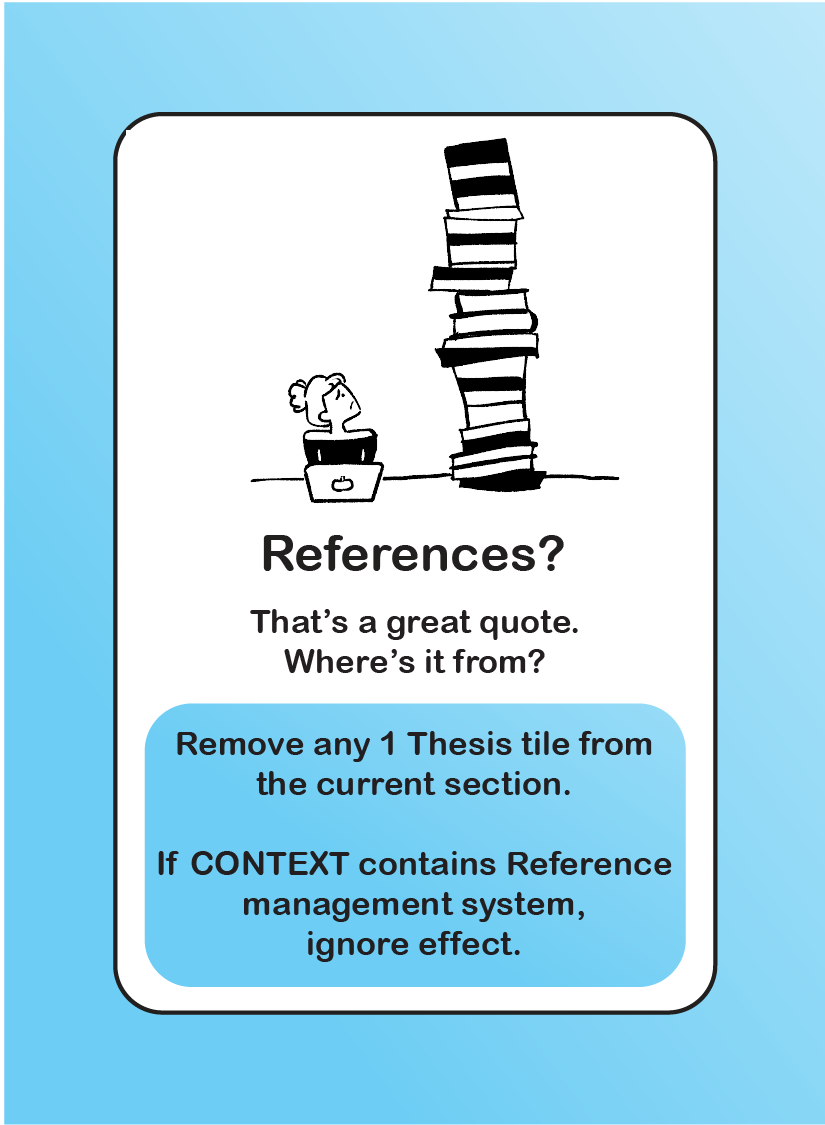 References?
That’s a great quote.
Where’s it from?
Remove any 1 Thesis tile from
the current section.
If CONTEXT contains Reference
management system,
ignore effect.